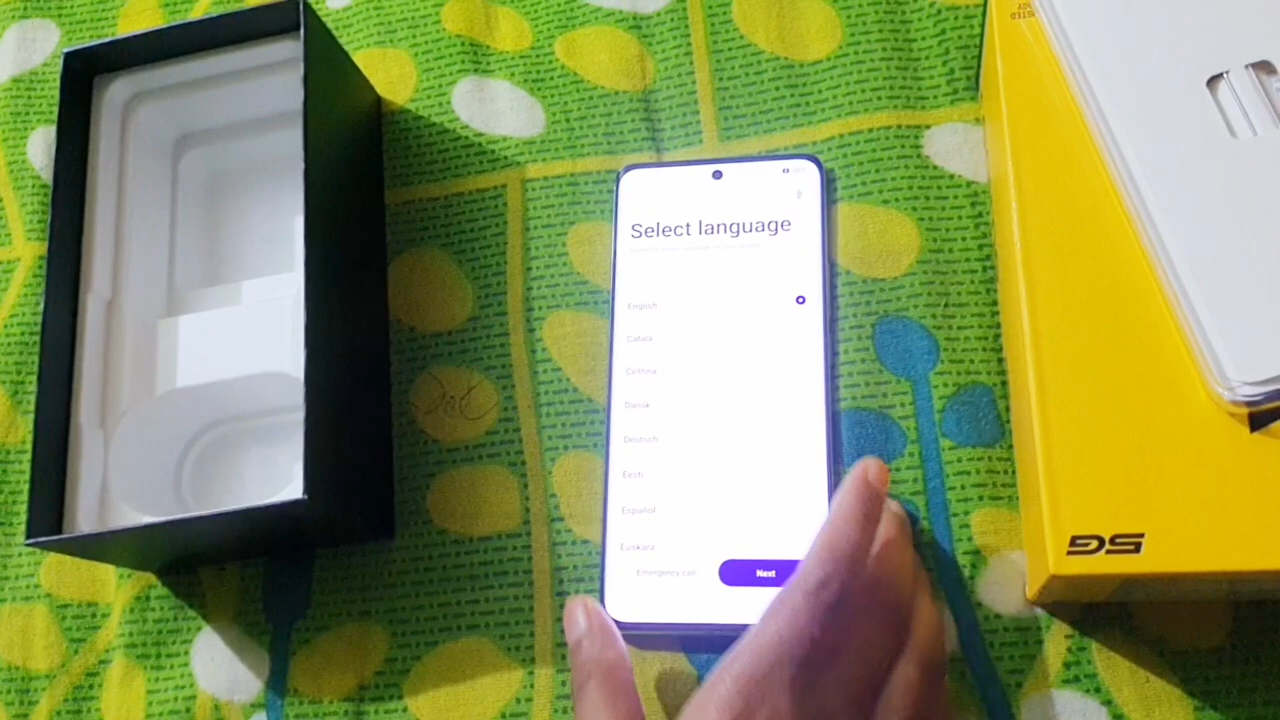 Select language
English
Català
Čeština
Dansk
Deutsch
Eesti
Español
Euskara
Emergency call
Next
5G